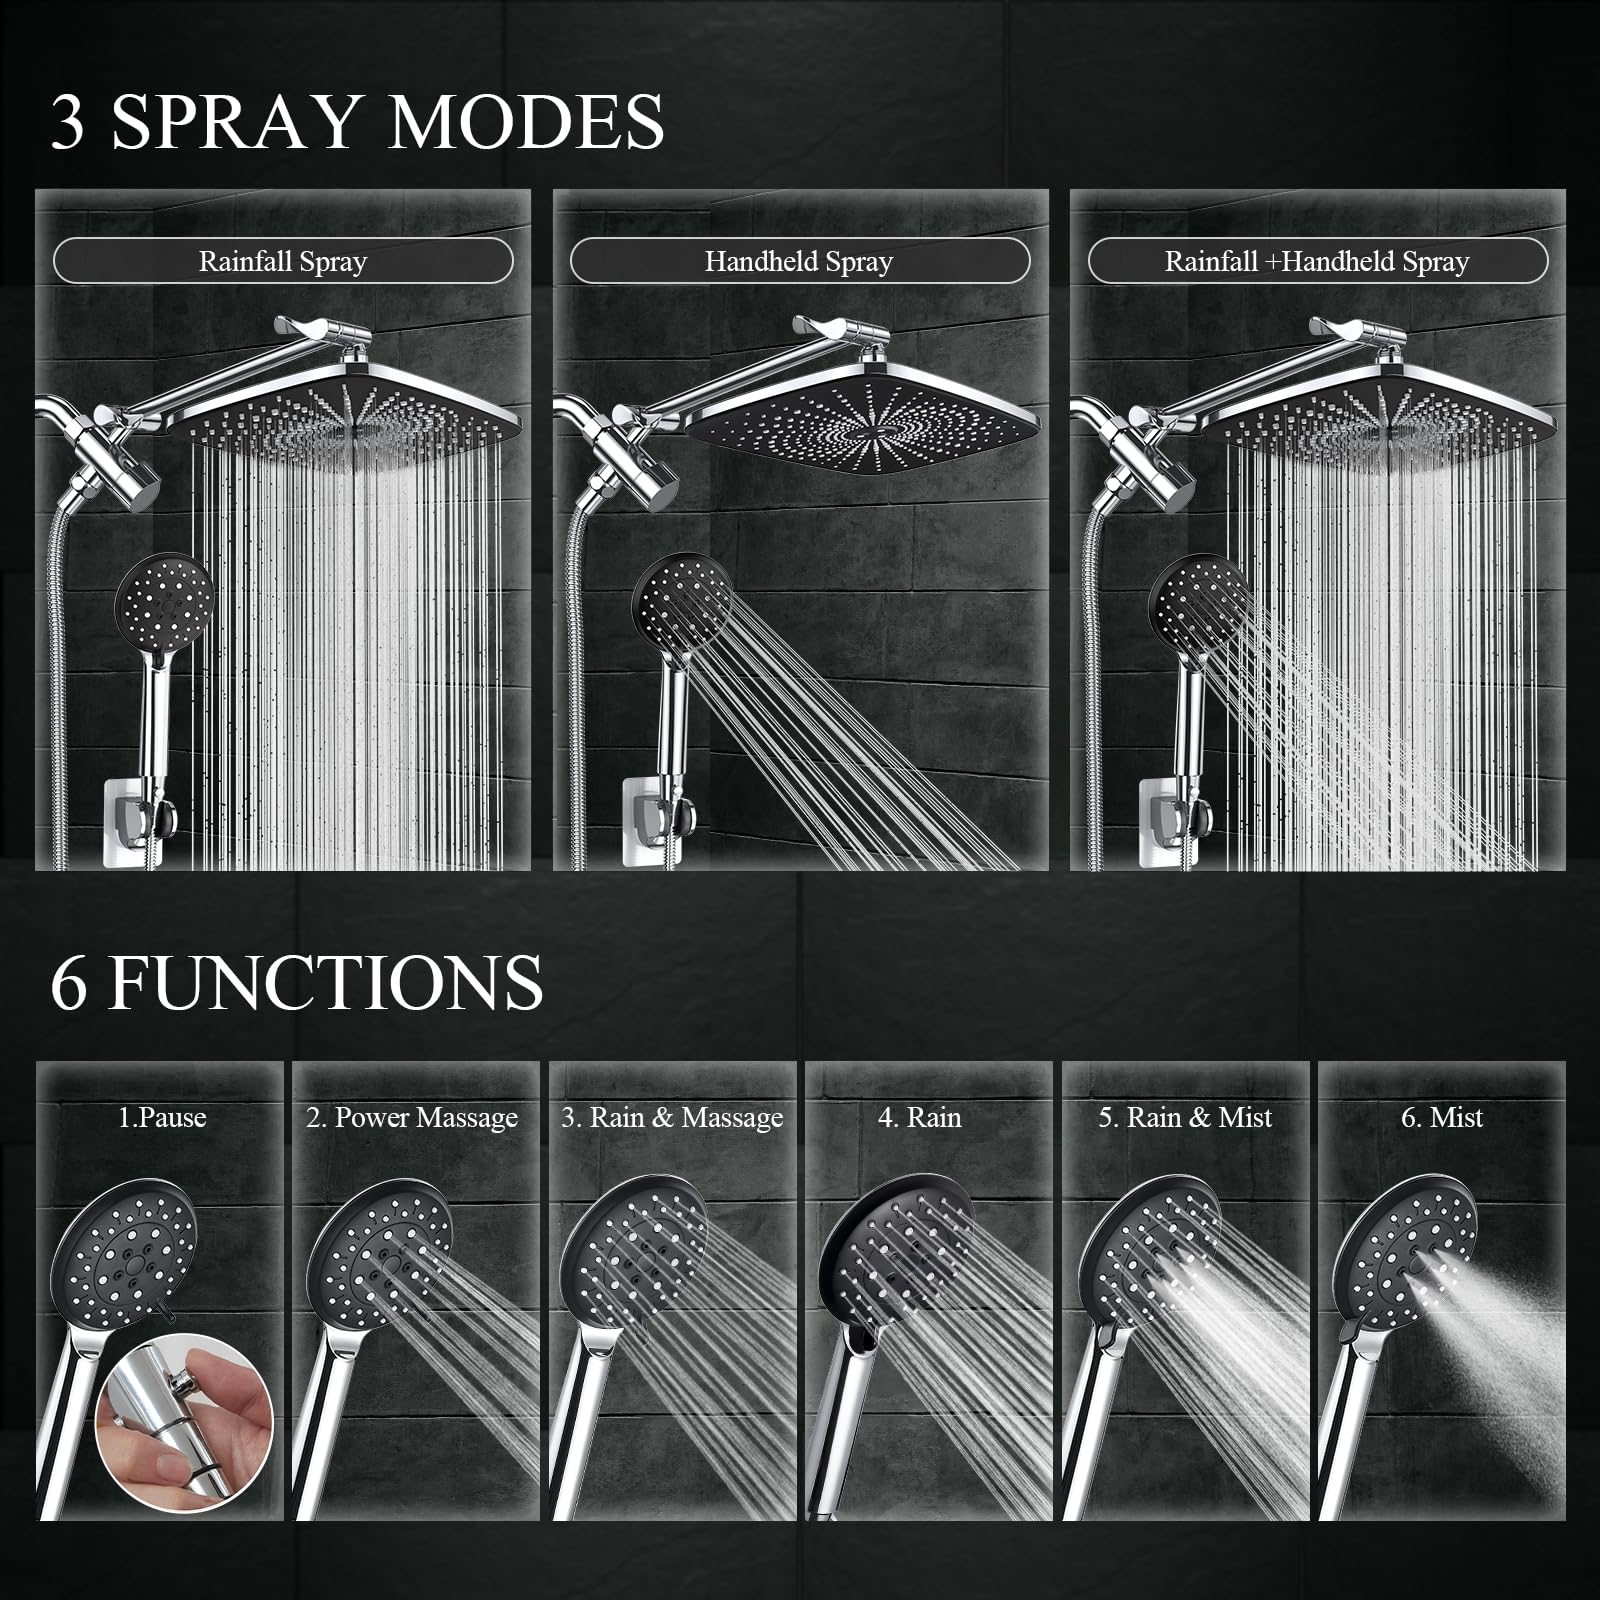 3 SPRAY MODES
Rainfall Spray
Handheld Spray
Rainfall +Handheld Spray
6 FUNCTIONS
1.Pause
2. Power Massage
3. Rain & Massage
4. Rain
5. Rain & Mist
6. Mist